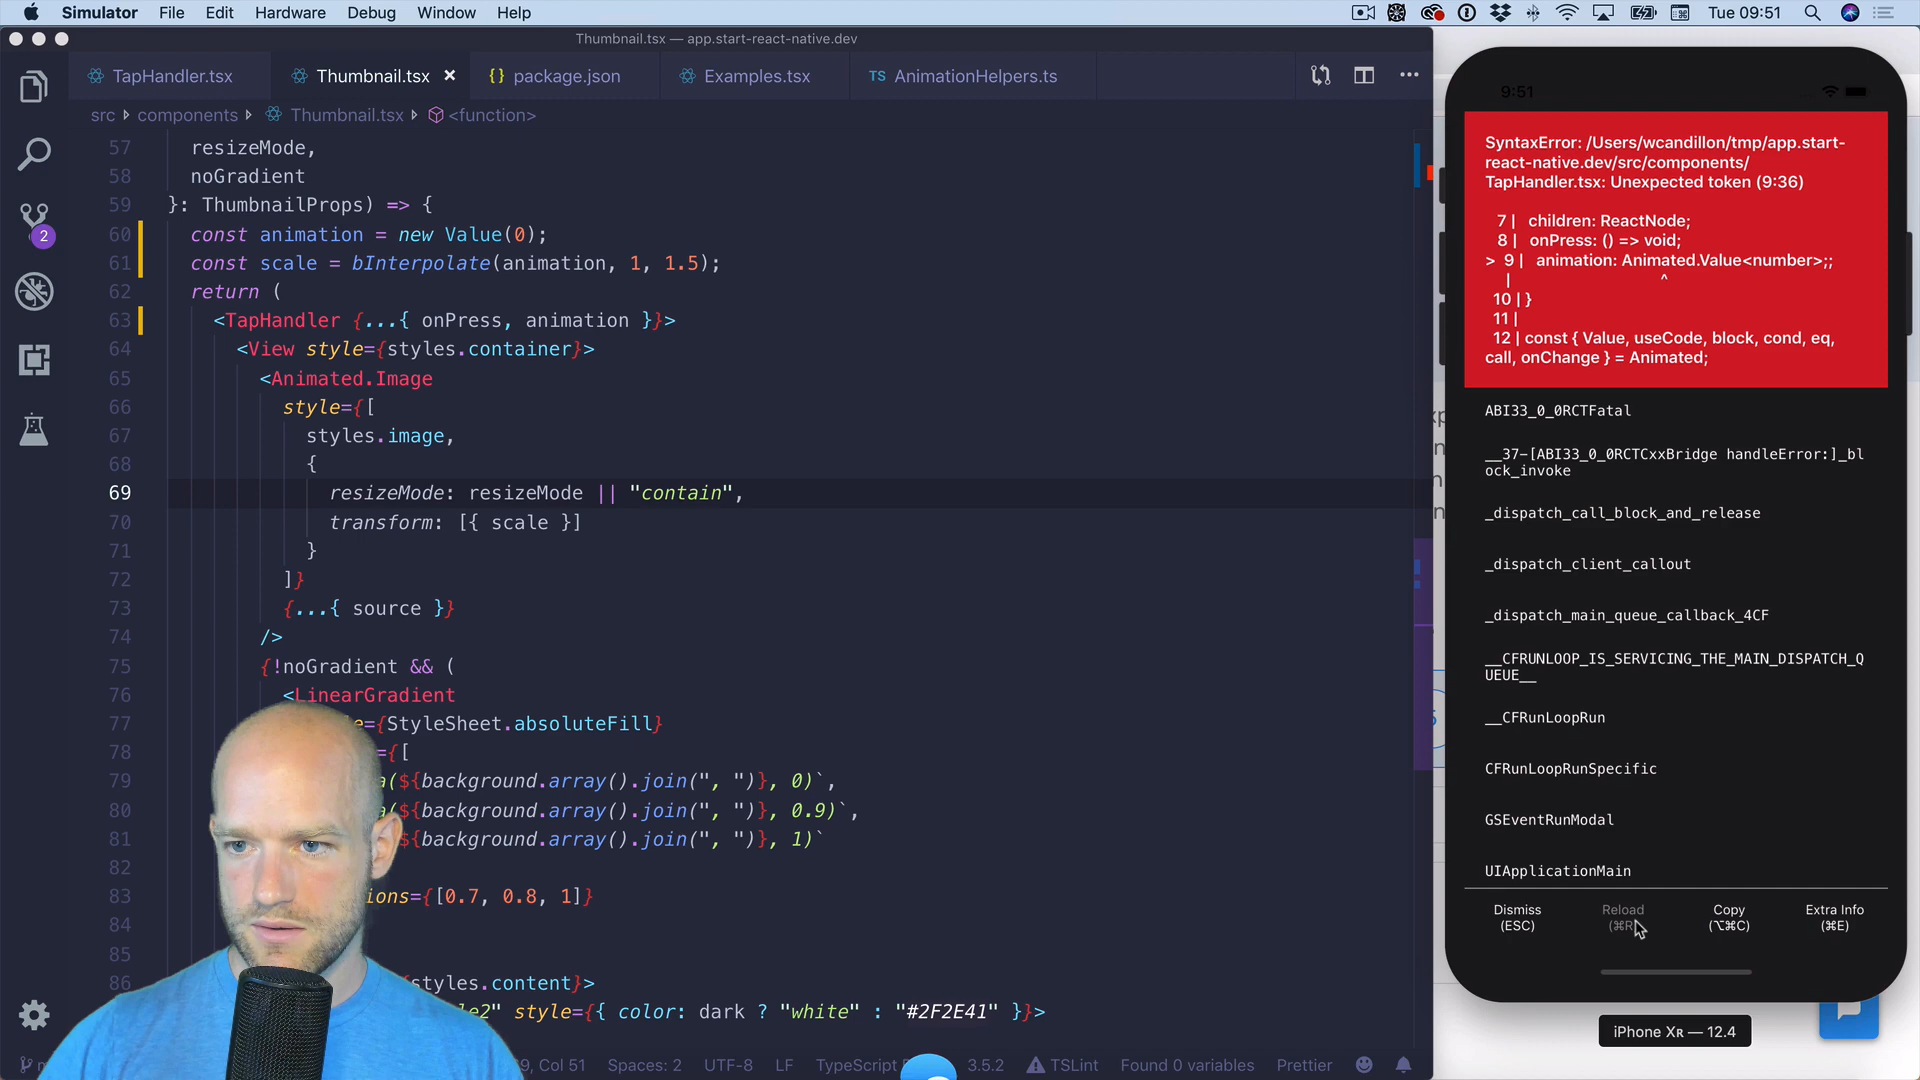 Simulator File Edit Hardware Debug Window Help Tue 09:51
Thumbnail.tsx — app.start-react-native.dev
TapHandler.tsx Thumbnail.tsx × {} package.json Examples.tsx TS AnimationHelpers.ts
src components Thumbnail.tsx <function>
57 resizeMode,
58 noGradient
59 }: ThumbnailProps) => {
60 const animation = new Value(0);
61 const scale = bInterpolate(animation, 1, 1.5);
62 return (
63 <TapHandler {...{ onPress, animation }}>
64 <View style={styles.container}>
65 <Animated.Image
66 style={[
67 styles.image,
68 {
69 resizeMode: resizeMode || "contain",
70 transform: [{ scale }]
71 }
72 ]}
73 {...{ source }}
74 />
75 {!noGradient && (
76 <LinearGradient
77 ={StyleSheet.absoluteFill}
78 ={[
79 a(${background.array().join(", ")}, 0)`,
80 a(${background.array().join(", ")}, 0.9)`,
81 (${background.array().join(", ")}, 1)`
82
83 ions={[0.7, 0.8, 1]}
84
85
86 {styles.content}>
style={{ color: dark ? "white" : "#2F2E41" }}>
2
Col 51 Spaces: 2 UTF-8 LF TypeScript 3.5.2 TSLint Found 0 variables Prettier
9:51
SyntaxError: /Users/wcandillon/tmp/app.start-
react-native.dev/src/components/
TapHandler.tsx: Unexpected token (9:36)
7 | children: ReactNode;
8 | onPress: () => void;
> 9 | animation: Animated.Value<number>;;
| ^
10 | }
11 |
12 | const { Value, useCode, block, cond, eq,
call, onChange } = Animated;
ABI33_0_0RCTFatal
__37-[ABI33_0_0RCTCxxBridge handleError:]_bl
ock_invoke
_dispatch_call_block_and_release
_dispatch_client_callout
_dispatch_main_queue_callback_4CF
__CFRUNLOOP_IS_SERVICING_THE_MAIN_DISPATCH_Q
UEUE__
__CFRunLoopRun
CFRunLoopRunSpecific
GSEventRunModal
UIApplicationMain
Dismiss Reload Copy Extra Info
(ESC) (⌘R) (⌥⌘C) (⌘E)
iPhone Xʀ — 12.4